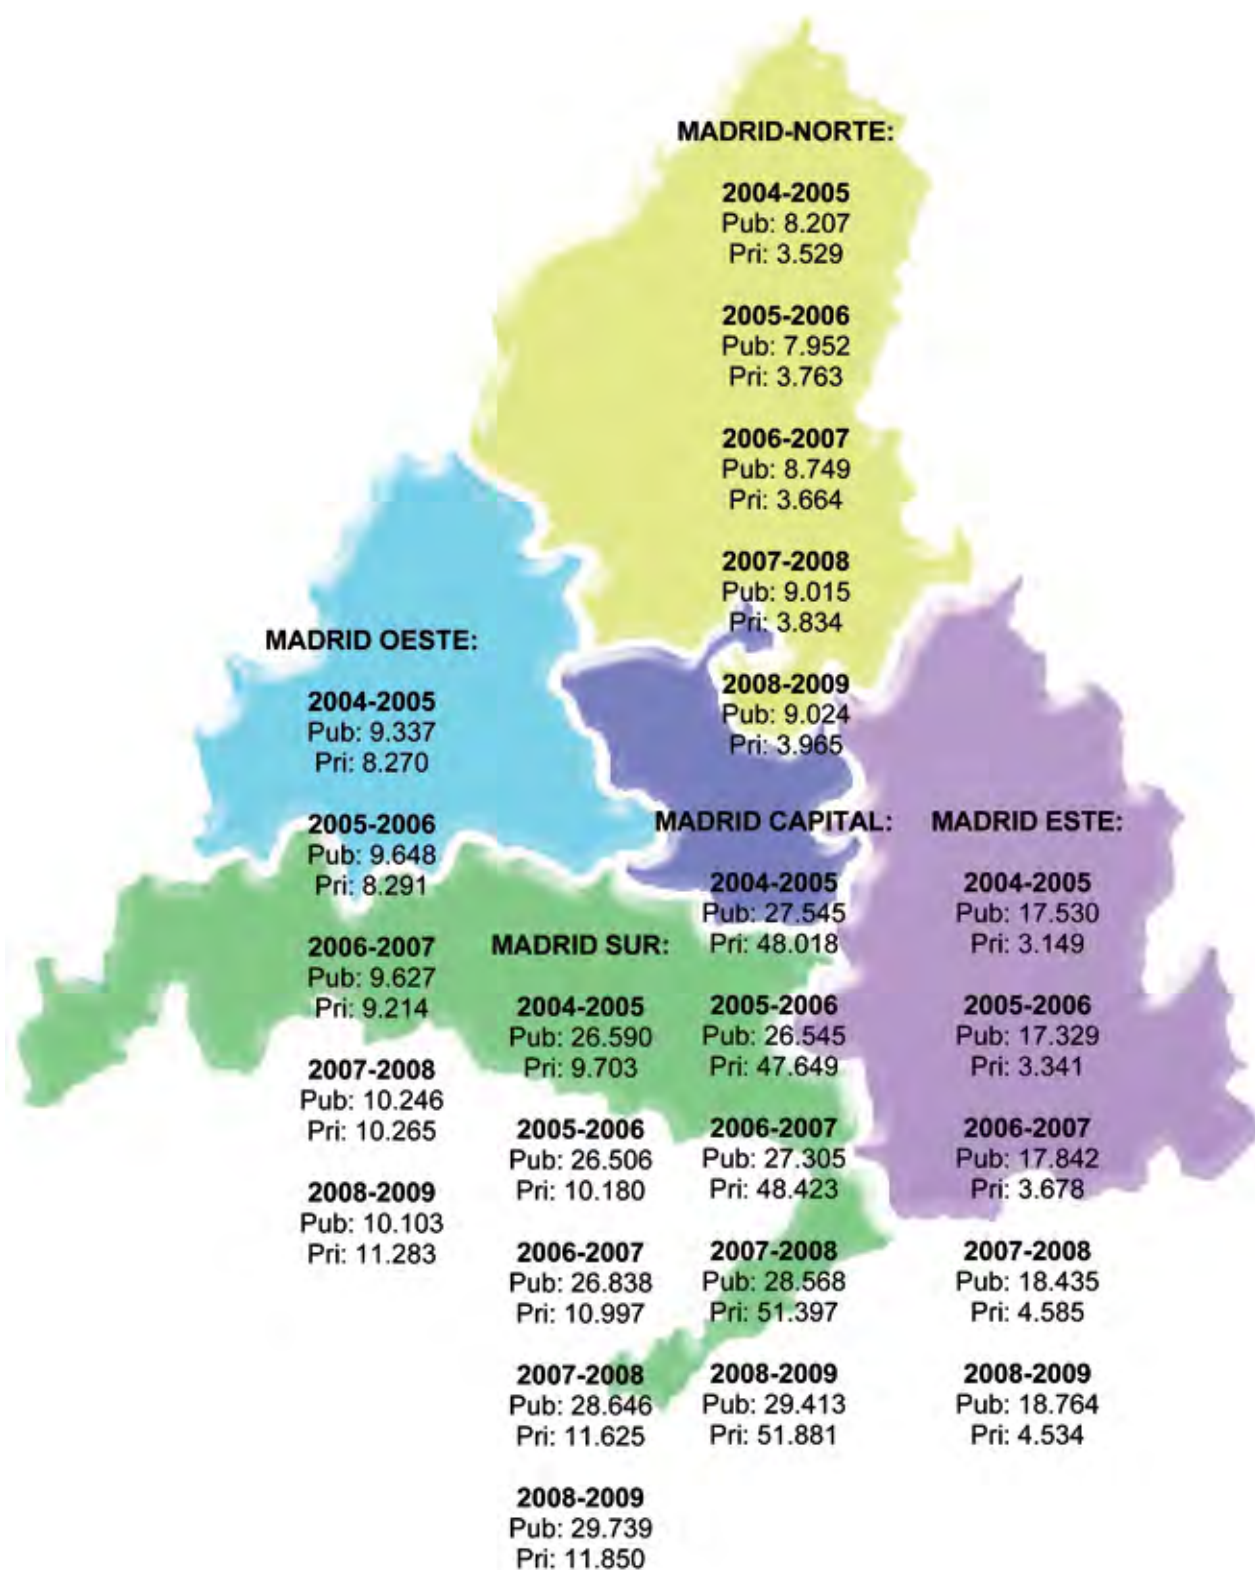 MADRID-NORTE:
2004-2005
Pub: 8.207
Pri: 3.529
2005-2006
Pub: 7.952
Pri: 3.763
2006-2007
Pub: 8.749
Pri: 3.664
2007-2008
Pub: 9.015
Pri: 3.834
2008-2009
Pub: 9.024
Pri: 3.965
MADRID OESTE:
2004-2005
Pub: 9.337
Pri: 8.270
2005-2006
Pub: 9.648
Pri: 8.291
2006-2007
Pub: 9.627
Pri: 9.214
2007-2008
Pub: 10.246
Pri: 10.265
2008-2009
Pub: 10.103
Pri: 11.283
MADRID SUR:
2004-2005
Pub: 26.590
Pri: 9.703
2005-2006
Pub: 26.506
Pri: 10.180
2006-2007
Pub: 26.838
Pri: 10.997
2007-2008
Pub: 28.646
Pri: 11.625
2008-2009
Pub: 29.739
Pri: 11.850
MADRID CAPITAL:
2004-2005
Pub: 27.545
Pri: 48.018
2005-2006
Pub: 26.545
Pri: 47.649
2006-2007
Pub: 27.305
Pri: 48.423
2007-2008
Pub: 28.568
Pri: 51.397
2008-2009
Pub: 29.413
Pri: 51.881
MADRID ESTE:
2004-2005
Pub: 17.530
Pri: 3.149
2005-2006
Pub: 17.329
Pri: 3.341
2006-2007
Pub: 17.842
Pri: 3.678
2007-2008
Pub: 18.435
Pri: 4.585
2008-2009
Pub: 18.764
Pri: 4.534